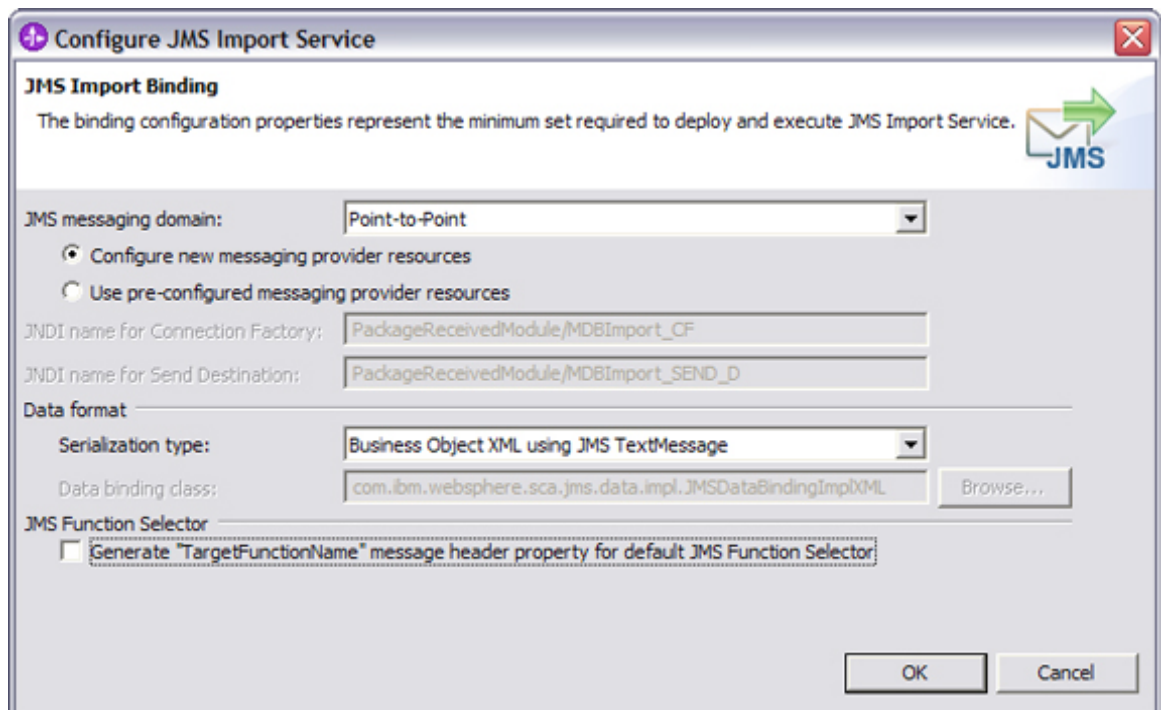 Configure JMS Import Service
JMS Import Binding
The binding configuration properties represent the minimum set required to deploy and execute JMS Import Service.
JMS
JMS messaging domain: Point-to-Point
Configure new messaging provider resources
Use pre-configured messaging provider resources
JNDI name for Connection Factory: PackageReceivedModule/MDBImport_CF
JNDI name for Send Destination: PackageReceivedModule/MDBImport_SEND_D
Data format
Serialization type: Business Object XML using JMS TextMessage
Data binding class: com.ibm.websphere.sca.jms.data.impl.JMSDataBindingImplXML Browse...
JMS Function Selector
Generate "TargetFunctionName" message header property for default JMS Function Selector
OK Cancel